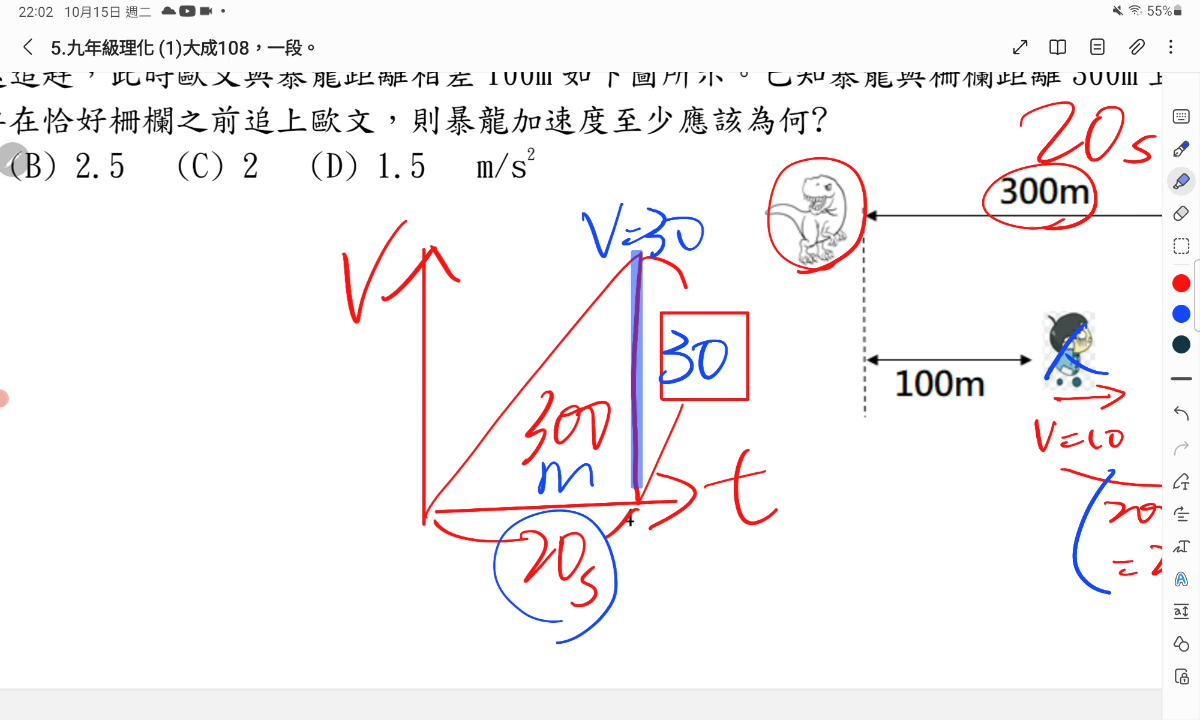 22:02 10月15日 週二
55%
5.九年級理化 (1)大成108，一段。
追趕，此時歐文與暴龍距離相差 100m 如下圖所示。已知暴龍與柵欄距離 300m
在恰好柵欄之前追上歐文，則暴龍加速度至少應該為何?
(B) 2.5 (C) 2 (D) 1.5 m/s²
20s
300m
V=30
V
30
100m
300
m
V=10
t
20s
20
=